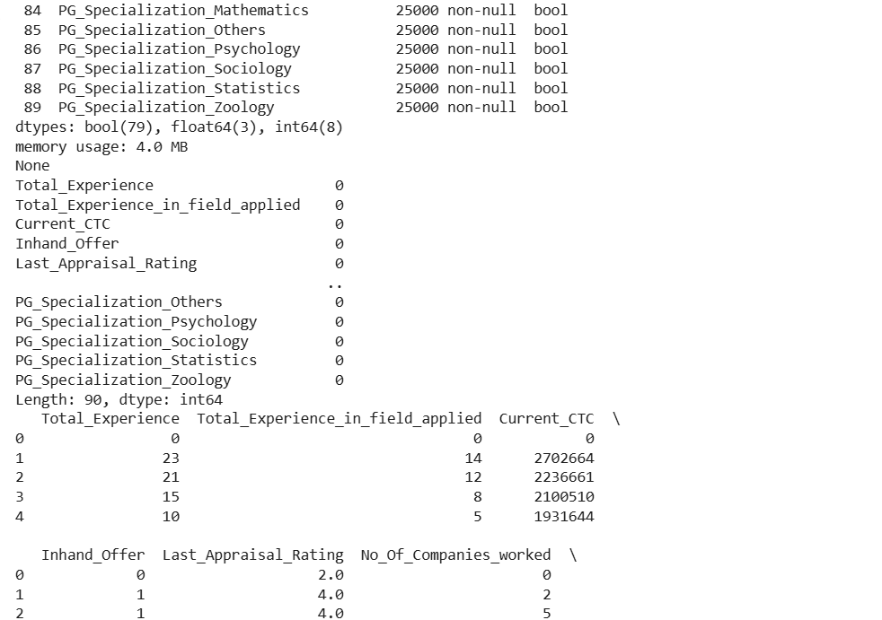 84 PG_Specialization_Mathematics 25000 non-null bool
85 PG_Specialization_Others 25000 non-null bool
86 PG_Specialization_Psychology 25000 non-null bool
87 PG_Specialization_Sociology 25000 non-null bool
88 PG_Specialization_Statistics 25000 non-null bool
89 PG_Specialization_Zoology 25000 non-null bool
dtypes: bool(79), float64(3), int64(8)
memory usage: 4.0 MB
None
Total_Experience 0
Total_Experience_in_field_applied 0
Current_CTC 0
Inhand_Offer 0
Last_Appraisal_Rating 0
..
PG_Specialization_Others 0
PG_Specialization_Psychology 0
PG_Specialization_Sociology 0
PG_Specialization_Statistics 0
PG_Specialization_Zoology 0
Length: 90, dtype: int64
Total_Experience Total_Experience_in_field_applied Current_CTC \
0 0 0 0
1 23 14 2702664
2 21 12 2236661
3 15 8 2100510
4 10 5 1931644
Inhand_Offer Last_Appraisal_Rating No_Of_Companies_worked \
0 0 2.0 0
1 1 4.0 2
2 1 4.0 5